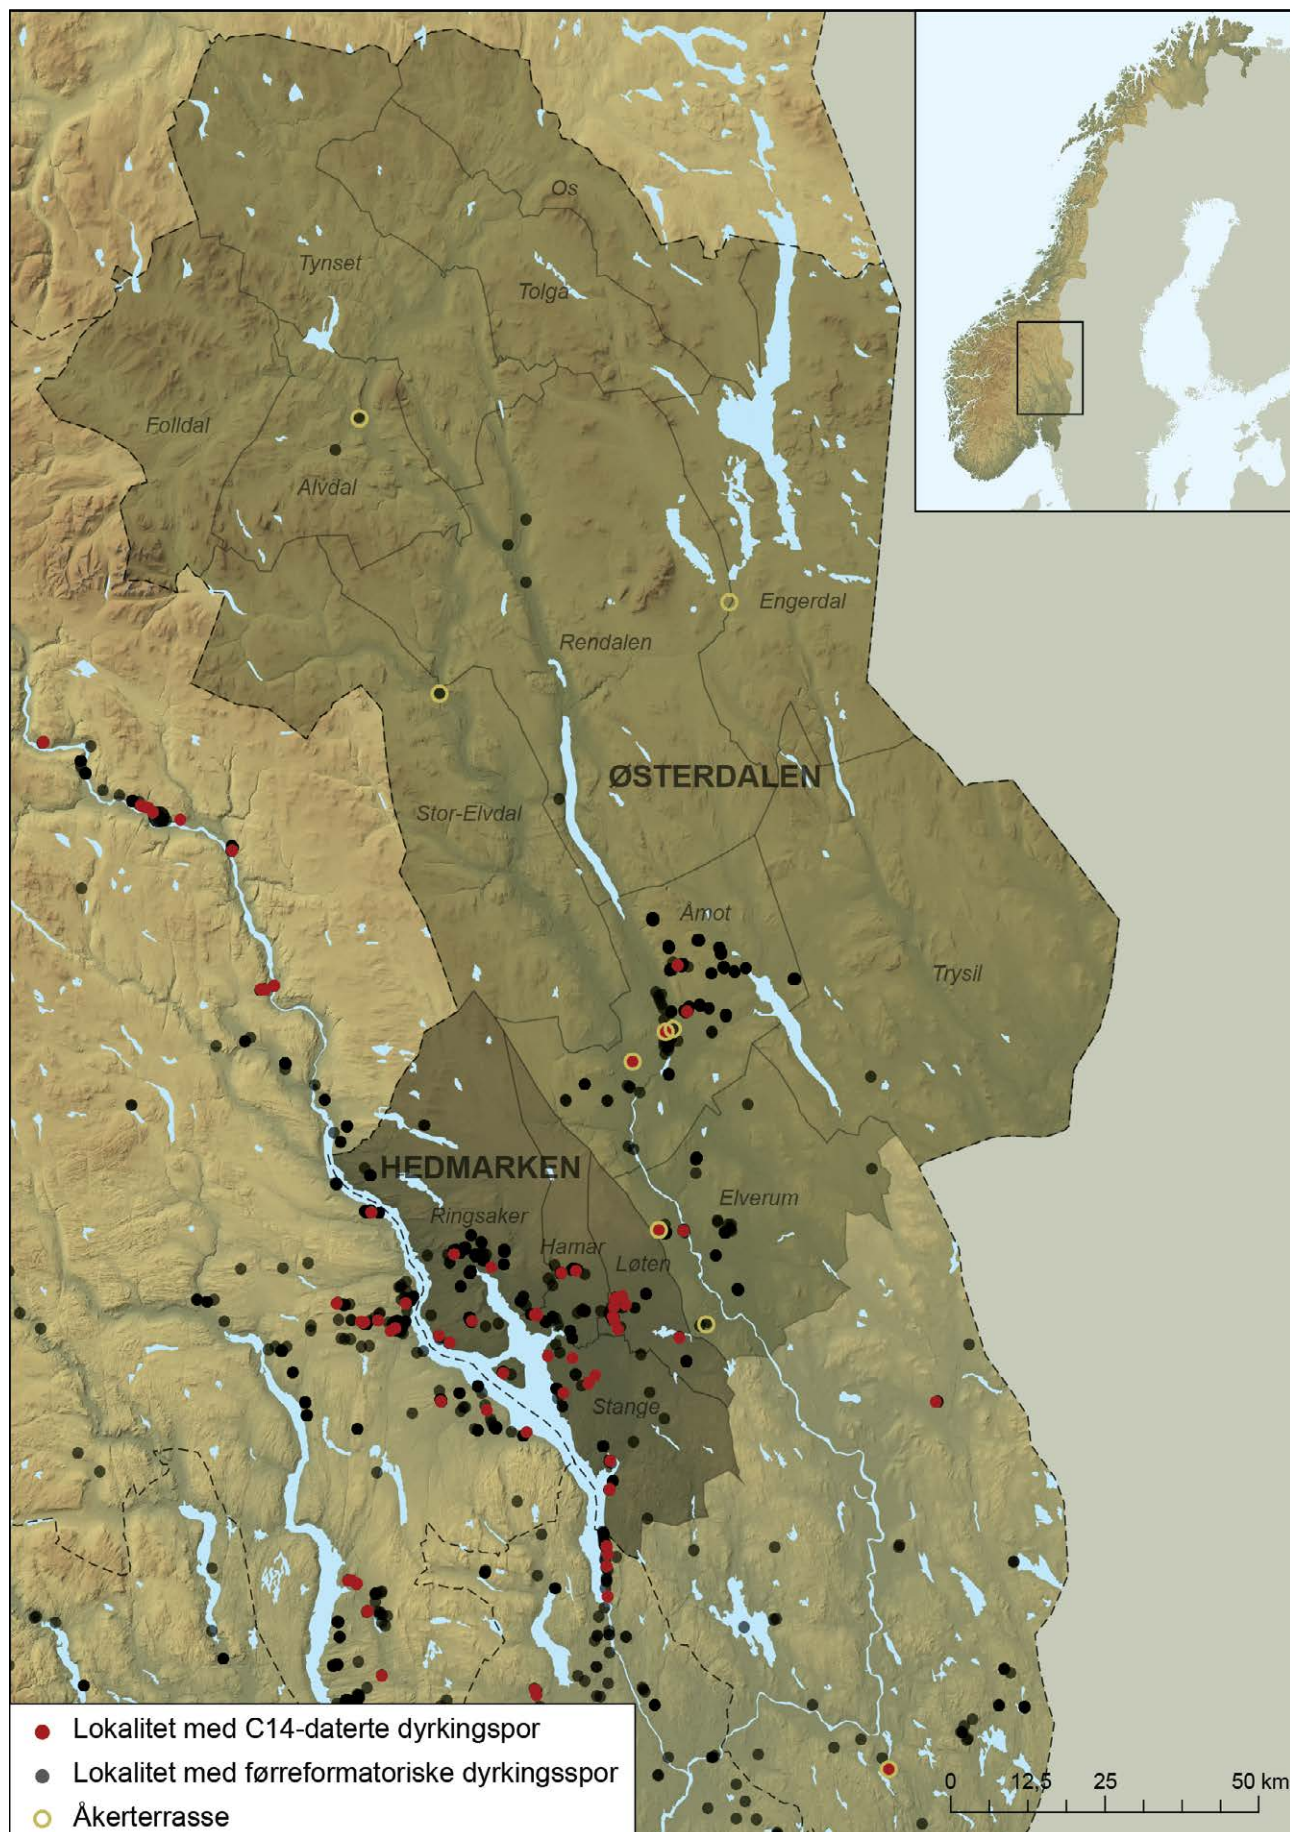 Os
Tynset
Tolga
Folldal
Alvdal
Engerdal
Rendalen
ØSTERDALEN
Stor-Elvdal
Åmot
Trysil
HEDMARKEN
Elverum
Ringsaker
Hamar
Løten
Stange
Lokalitet med C14-daterte dyrkingspor
Lokalitet med førreformatoriske dyrkingsspor
Åkerterrasse
0 12,5 25 50 km